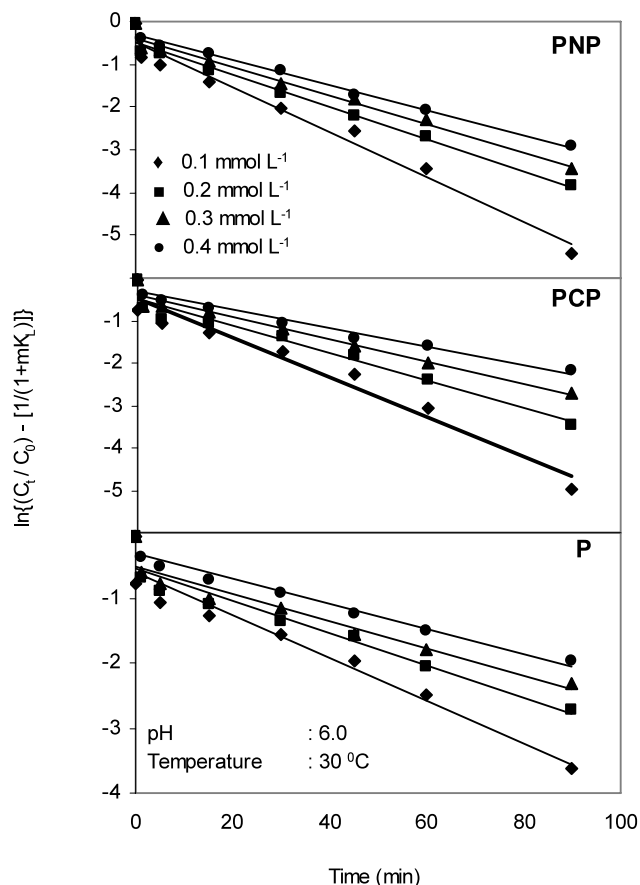 0
-1
-2
-3
-4
-5
PNP
0.1 mmol L⁻¹
0.2 mmol L⁻¹
0.3 mmol L⁻¹
0.4 mmol L⁻¹
ln{(Cₜ / C₀) - [1/(1+mK_L)]}
-1
-2
-3
-4
-5
PCP
-1
-2
-3
-4
P
pH : 6.0
Temperature : 30 ⁰C
0 20 40 60 80 100
Time (min)